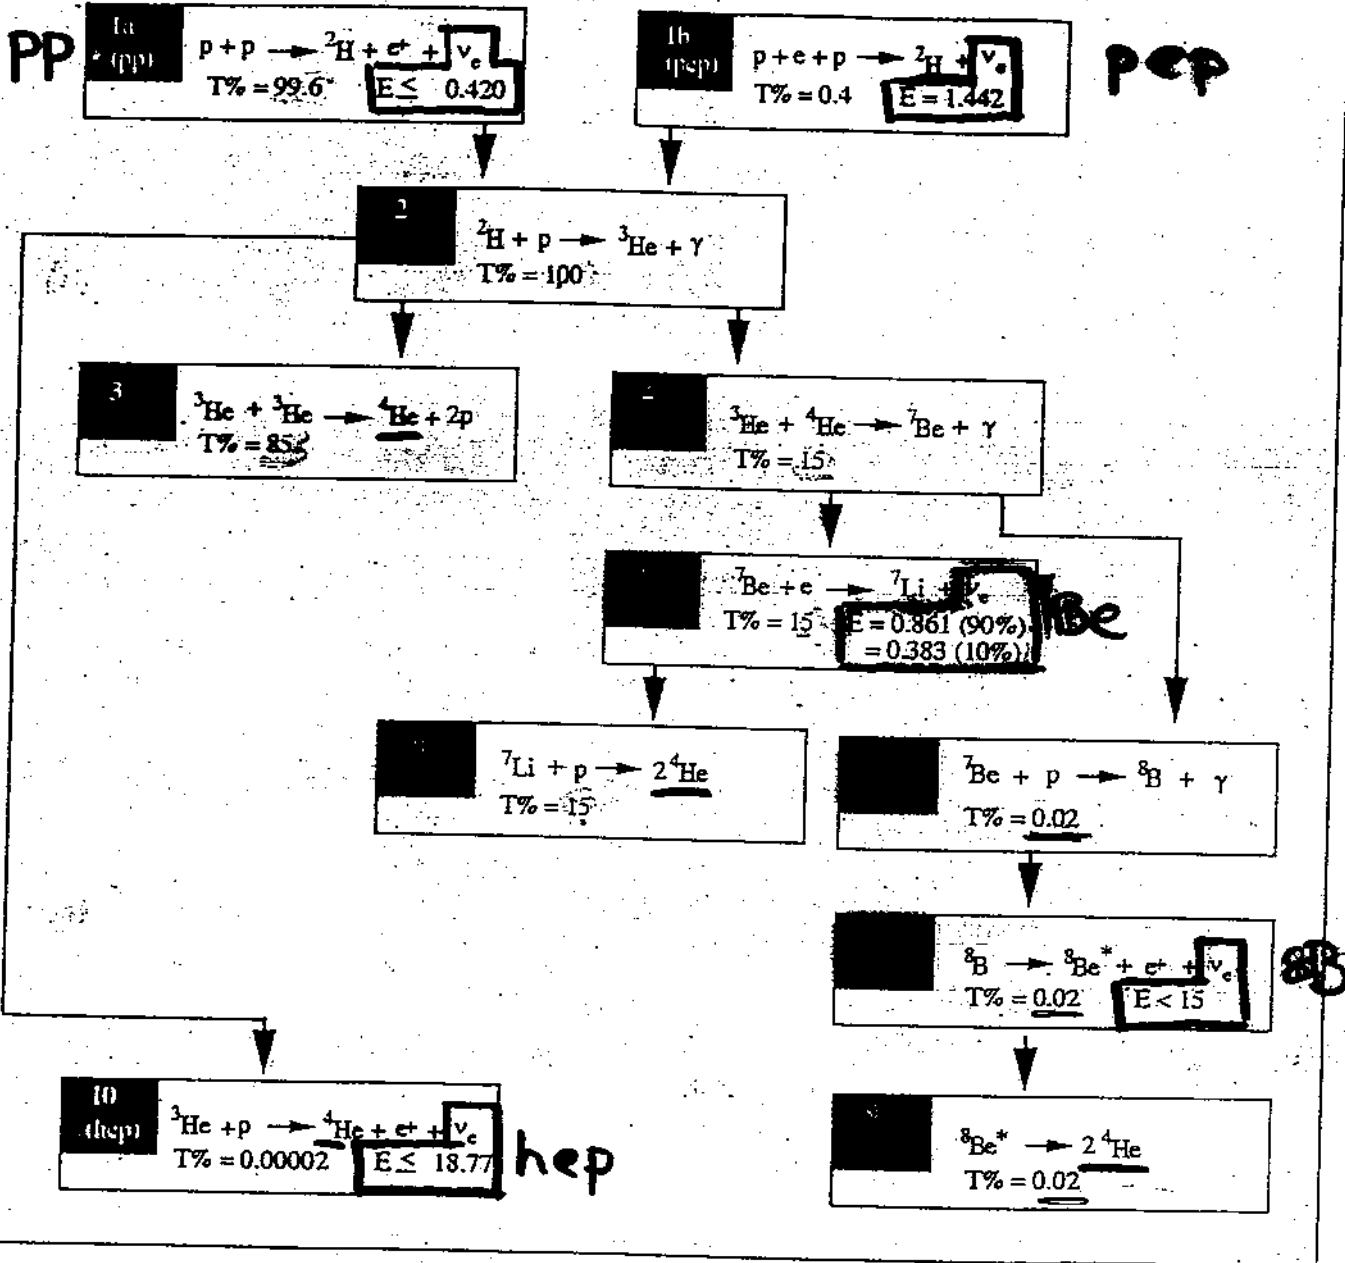 PP
1a
(pp)
p + p → ²H + e⁺ + νₑ
T% = 99.6 E ≤ 0.420
1b
(pep)
p + e + p → ²H + νₑ
T% = 0.4 E = 1.442
pep
2
²H + p → ³He + γ
T% = 100
3
³He + ³He → ⁴He + 2p
T% = 85
³He + ⁴He → ⁷Be + γ
T% = 15
⁷Be + e → ⁷Li + νₑ
T% = 15 E = 0.861 (90%)
= 0.383 (10%)
⁷Li + p → 2 ⁴He
T% = 15
⁷Be + p → ⁸B + γ
T% = 0.02
⁸B → ⁸Be* + e⁺ + νₑ
T% = 0.02 E < 15
8B
10
(hep)
³He + p → ⁴He + e⁺ + νₑ
T% = 0.00002 E ≤ 18.77
hep
⁸Be* → 2 ⁴He
T% = 0.02